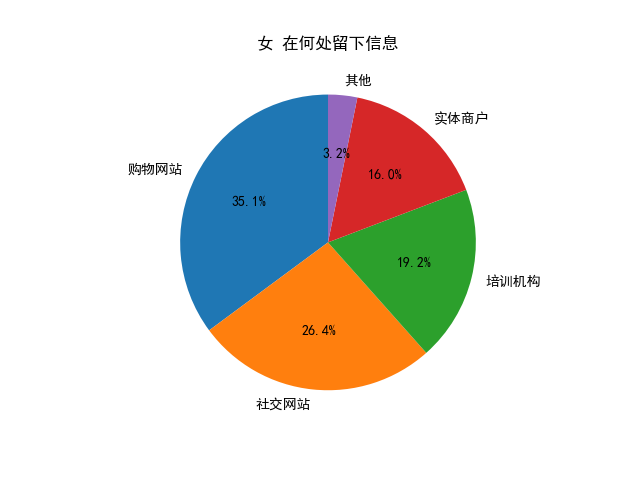 女 在何处留下信息
其他
实体商户
3.2%
购物网站
16.0%
35.1%
19.2%
培训机构
26.4%
社交网站